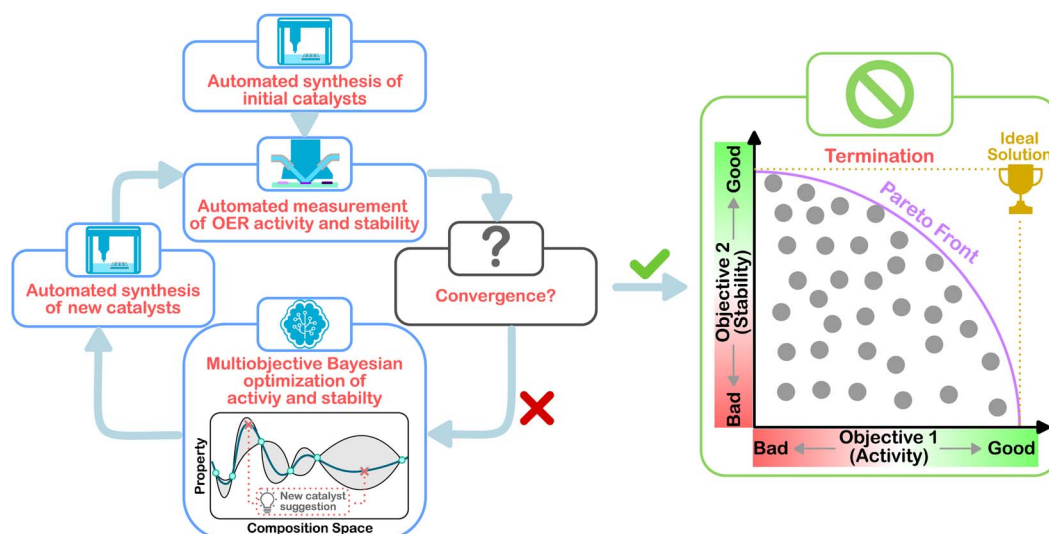 Automated synthesis of
initial catalysts
Automated measurement
of OER activity and stability
?
Convergence?
Automated synthesis
of new catalysts
Multiobjective Bayesian
optimization of
activiy and stabilty
Property
New catalyst
suggestion
Composition Space
Termination
Ideal
Solution
Pareto Front
Good
Objective 2
(Stability)
Bad
Bad
Objective 1
(Activity)
Good